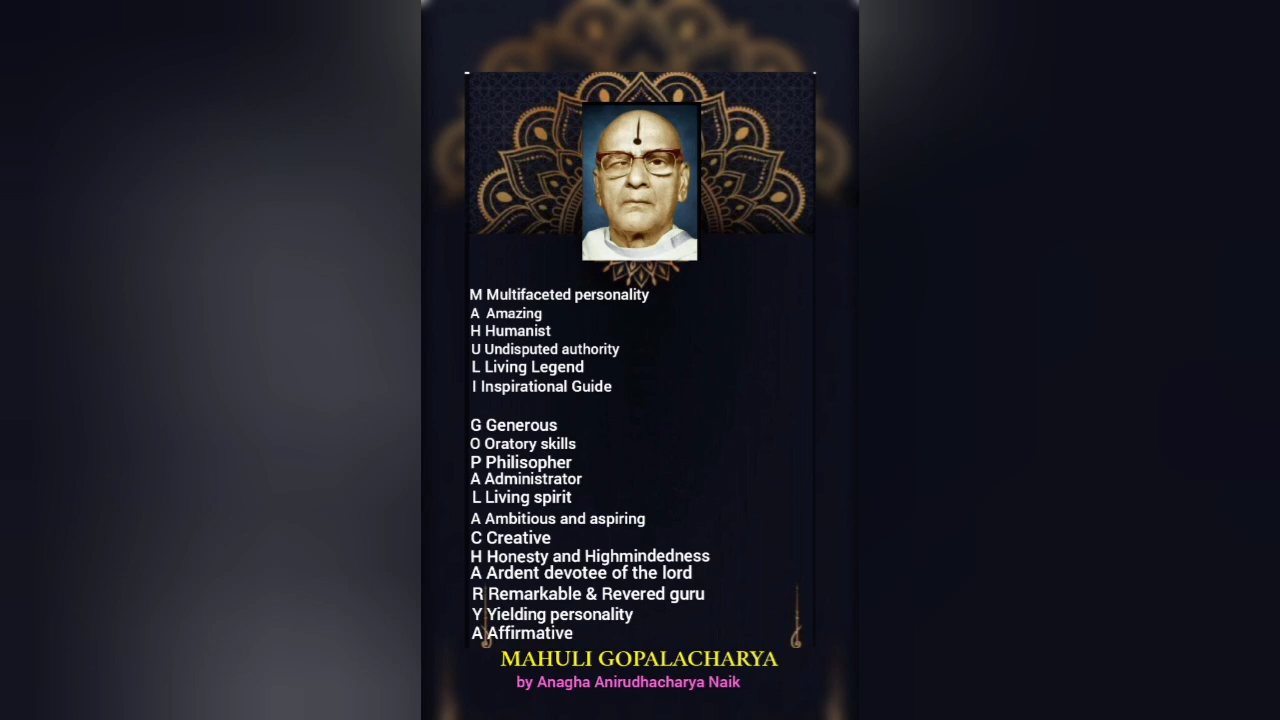 M Multifaceted personality
A Amazing
H Humanist
U Undisputed authority
L Living Legend
I Inspirational Guide
G Generous
O Oratory skills
P Philisopher
A Administrator
L Living spirit
A Ambitious and aspiring
C Creative
H Honesty and Highmindedness
A Ardent devotee of the lord
R Remarkable & Revered guru
Y Yielding personality
A Affirmative
MAHULI GOPALACHARYA
by Anagha Anirudhacharya Naik